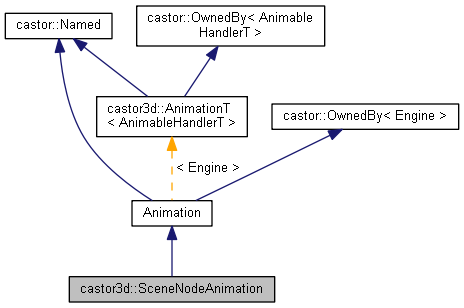 castor::Named
castor::OwnedBy< Animable
HandlerT >
castor3d::AnimationT
< AnimableHandlerT >
castor::OwnedBy< Engine >
< Engine >
Animation
castor3d::SceneNodeAnimation